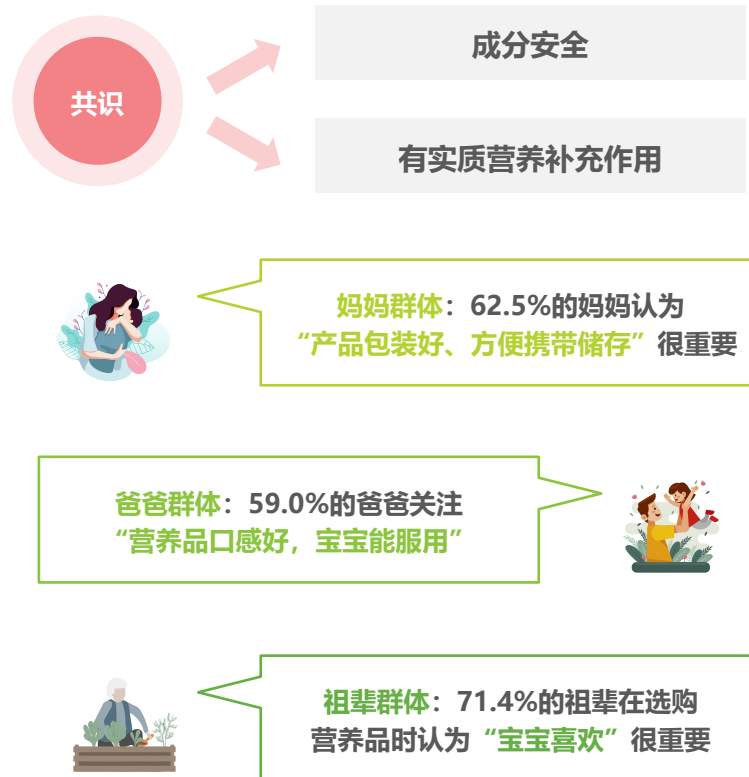 共识
成分安全
有实质营养补充作用
妈妈群体：62.5%的妈妈认为
“产品包装好、方便携带储存”很重要
爸爸群体：59.0%的爸爸关注
“营养品口感好，宝宝能服用”
祖辈群体：71.4%的祖辈在选购
营养品时认为“宝宝喜欢”很重要